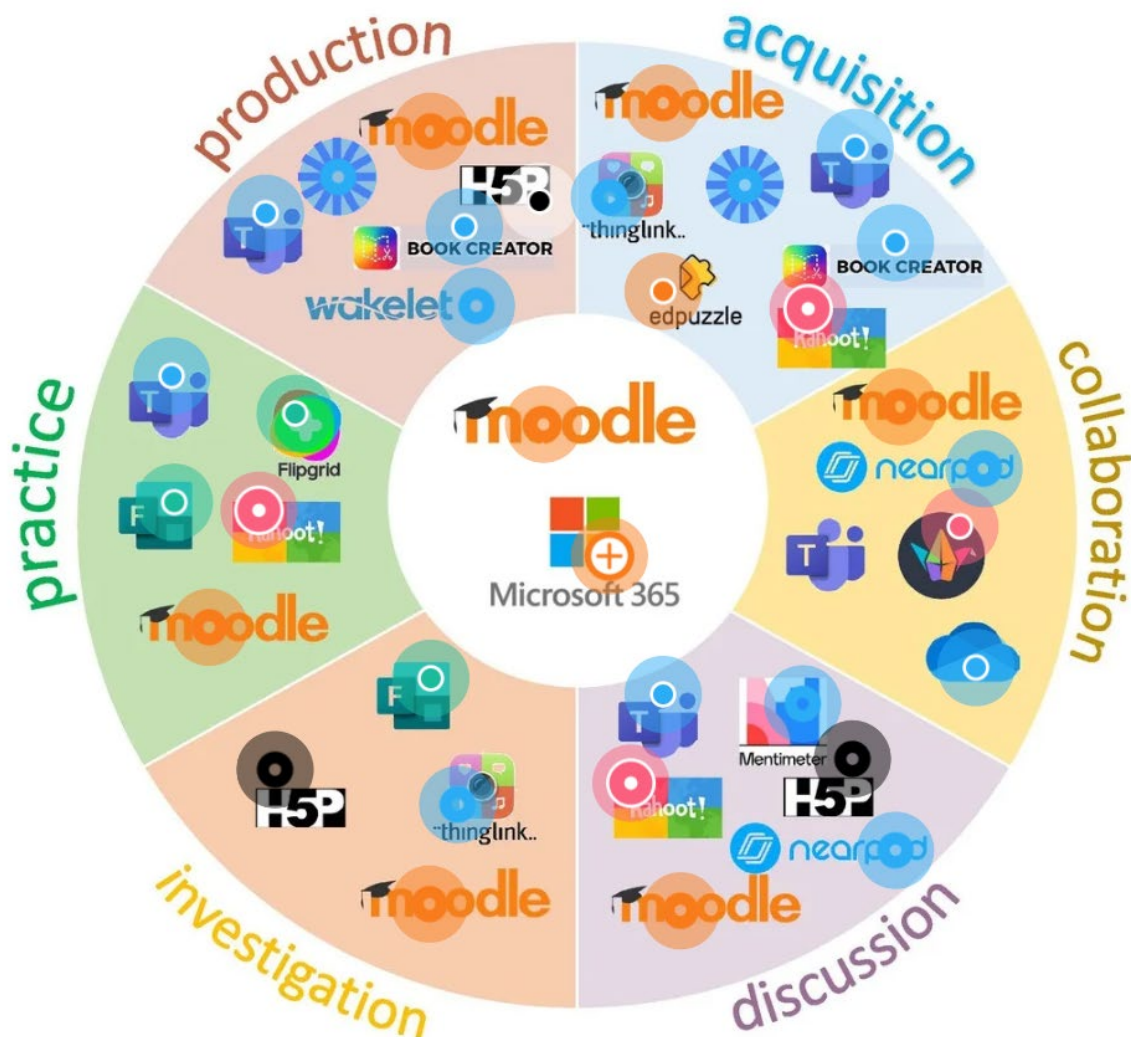 production
moodle
H5P
T
BOOK CREATOR
wakelet
acquisition
moodle
T
"thinglink..
BOOK CREATOR
edpuzzle
Kahoot!
collaboration
moodle
nearpod
T
discussion
T
Mentimeter
Kahoot!
H5P
nearpod
moodle
investigation
F
H5P
"thinglink..
moodle
practice
T
Flipgrid
F
Kahoot!
moodle
moodle
Microsoft 365